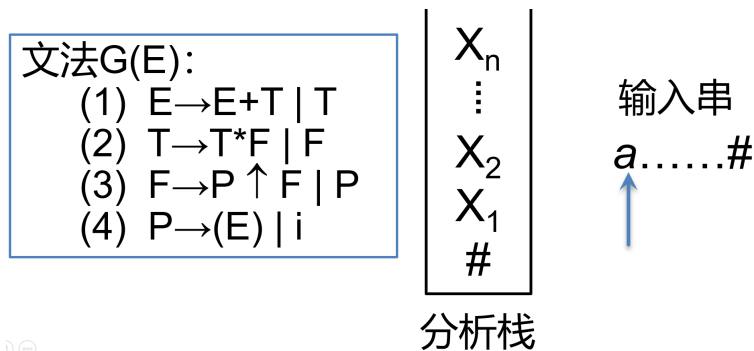 文法G(E)：
(1) E→E+T | T
(2) T→T*F | F
(3) F→P ↑ F | P
(4) P→(E) | i
Xn
⋮
X2
X1
#
分析栈
输入串
a……#